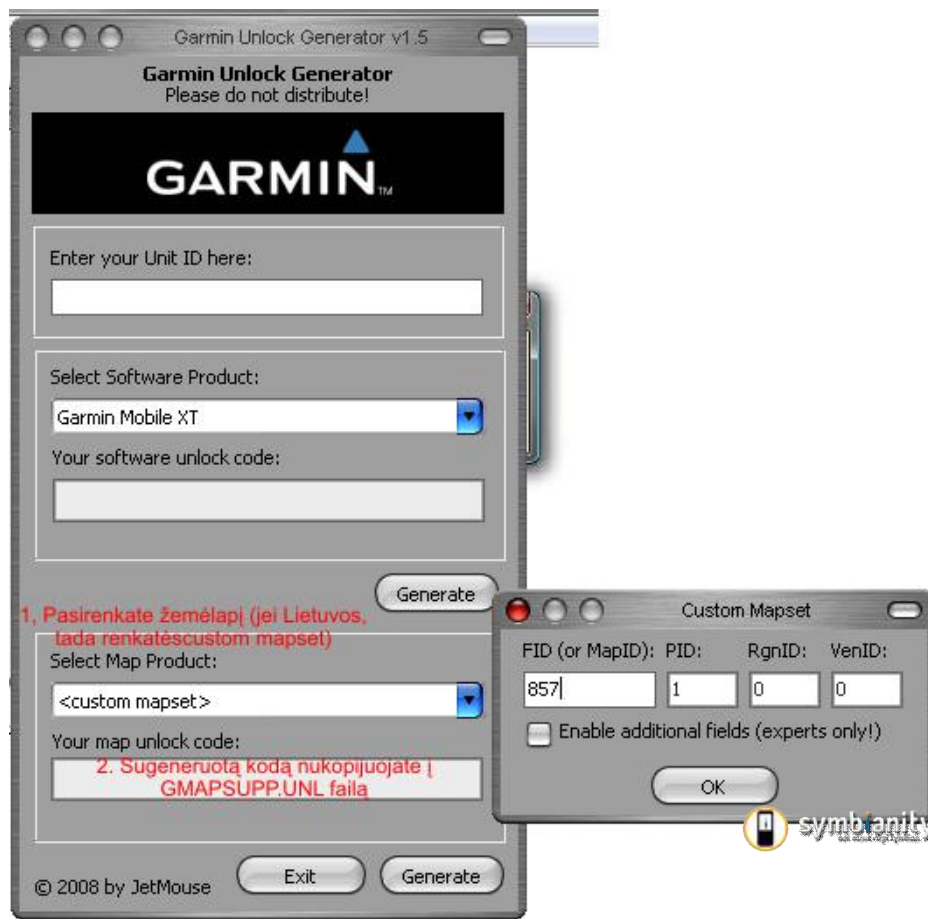 Garmin Unlock Generator v1.5
Garmin Unlock Generator
Please do not distribute!
GARMIN™
Enter your Unit ID here:
Select Software Product:
Garmin Mobile XT
Your software unlock code:
Generate
1, Pasirenkate žemėlapį (jei Lietuvos,
tada renkatėscustom mapset)
Select Map Product:
<custom mapset>
Your map unlock code:
2. Sugeneruotą kodą nukopijuojate į
GMAPSUPP.UNL failą
© 2008 by JetMouse
Exit
Generate
Custom Mapset
FID (or MapID): PID: RgnID: VenID:
857 1 0 0
Enable additional fields (experts only!)
OK
symbianity